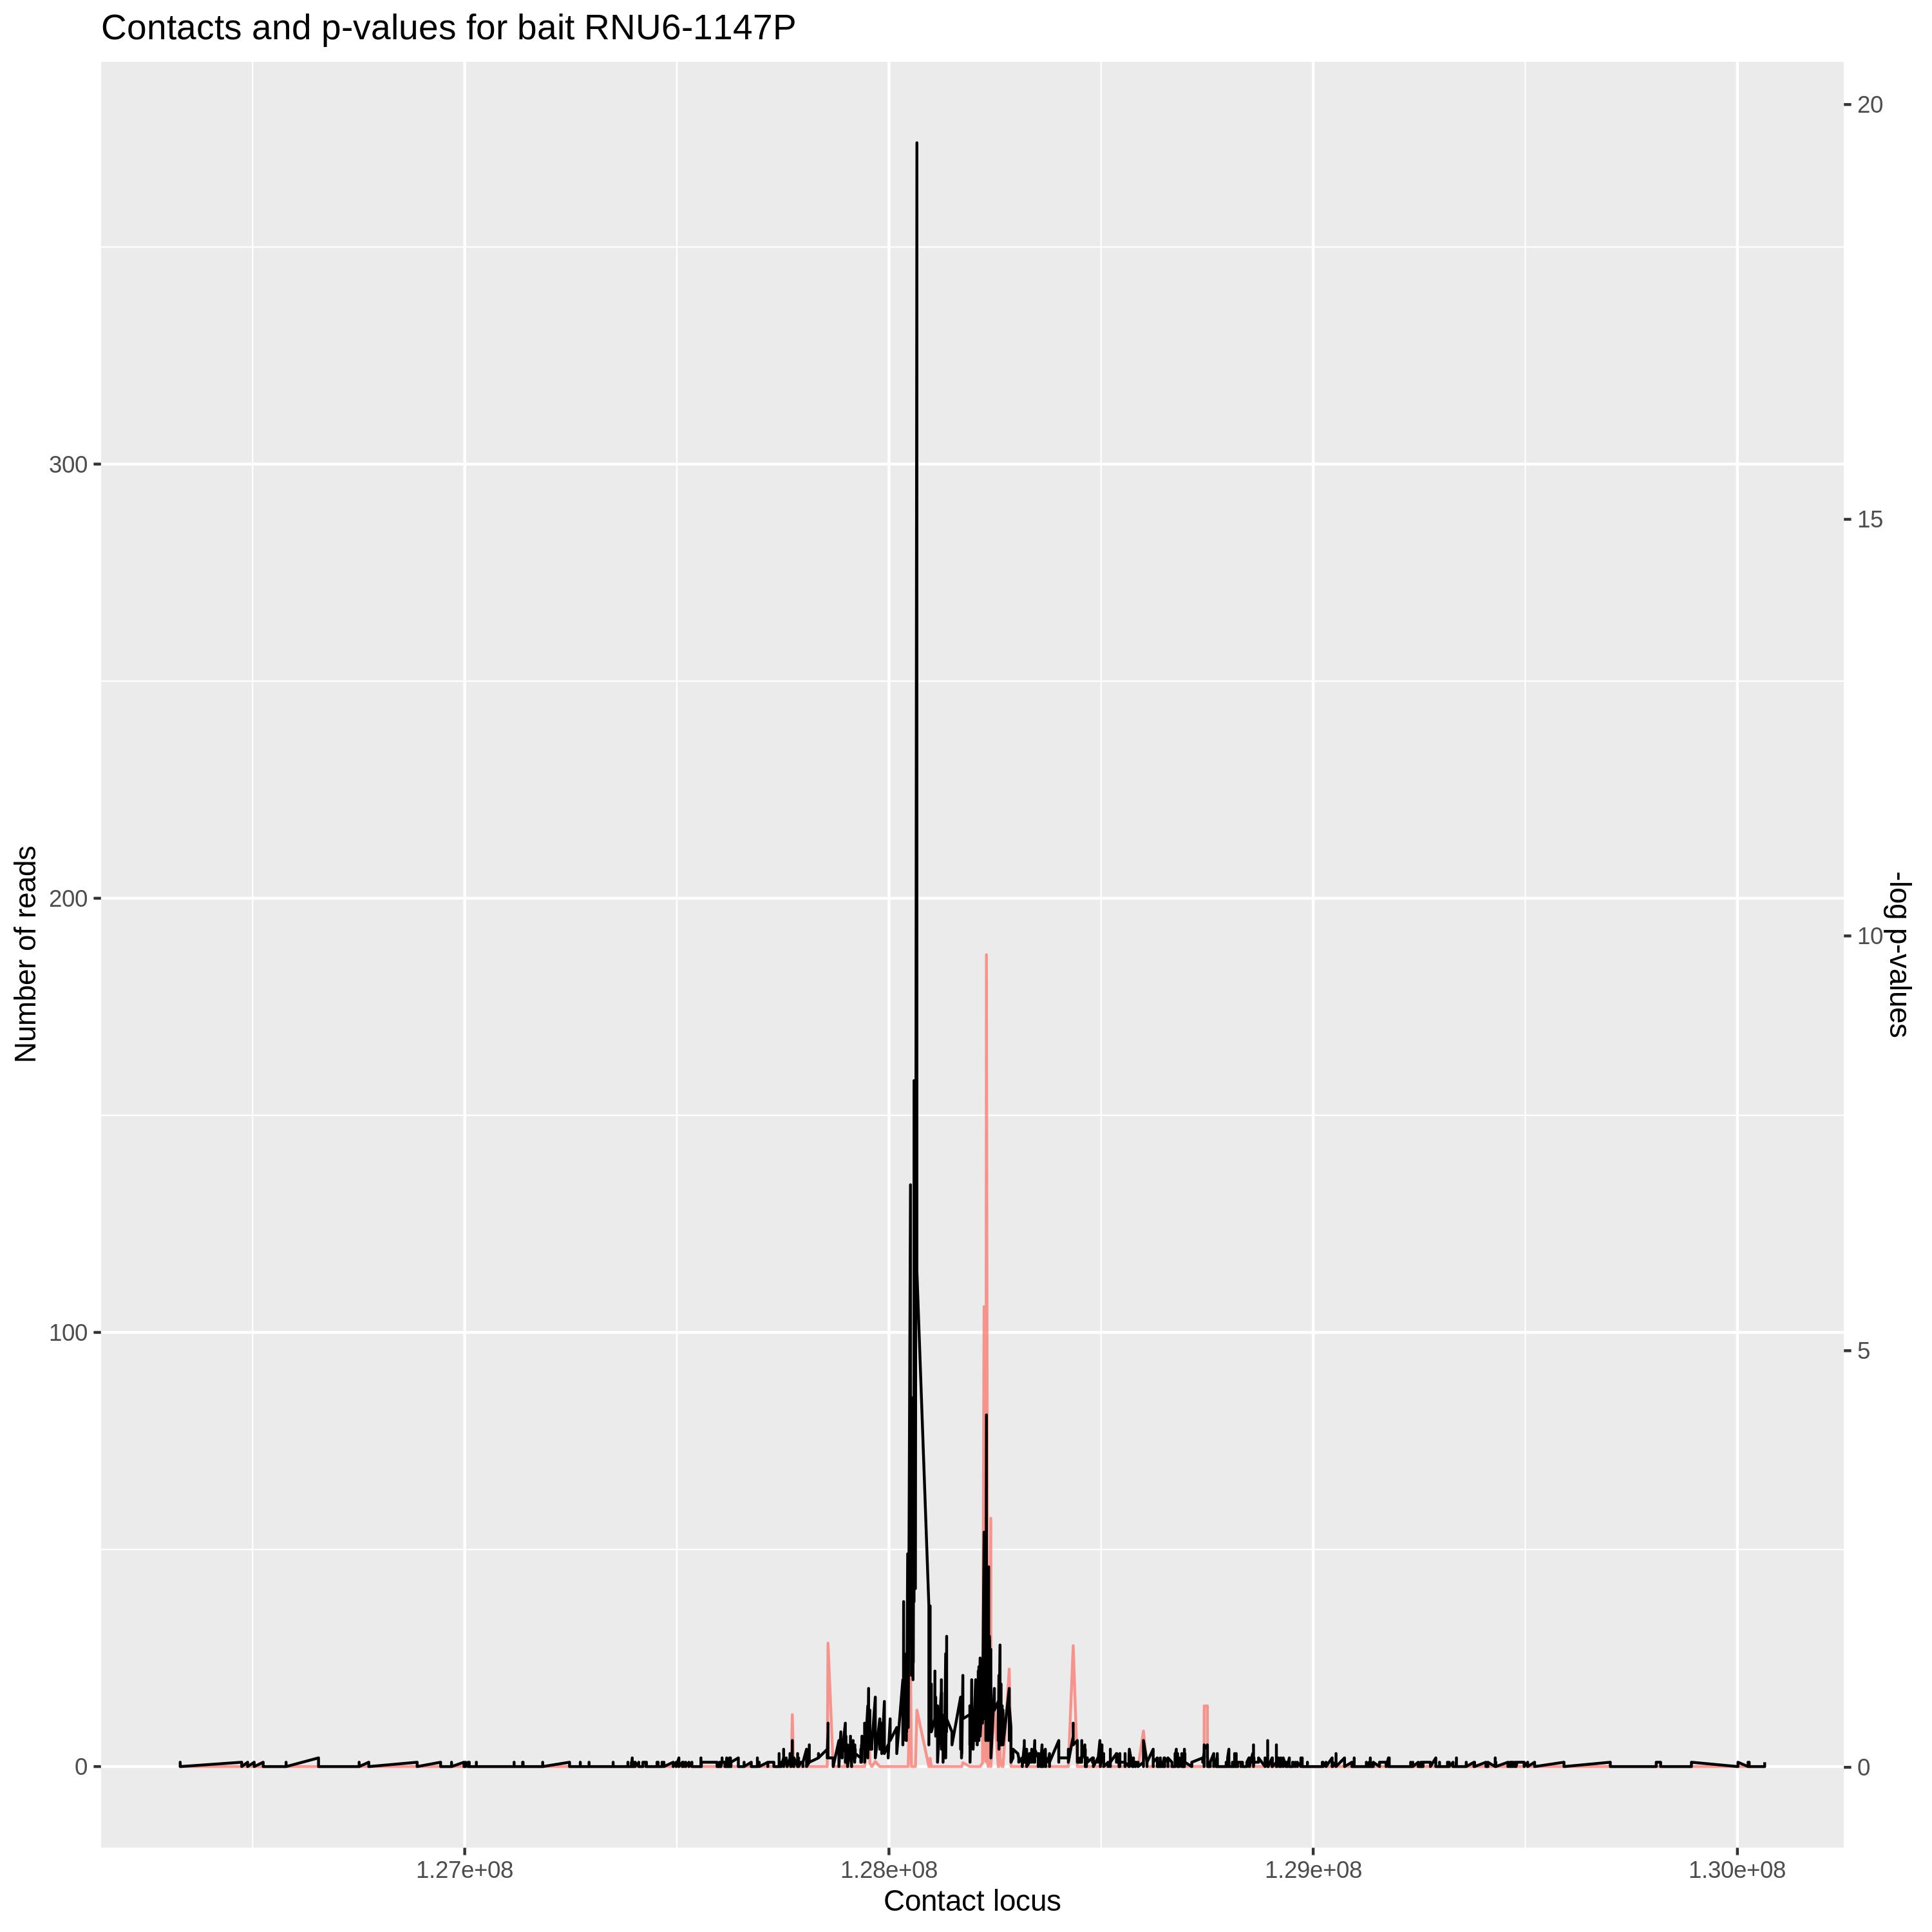 Contacts and p-values for bait RNU6-1147P
Number of reads
300
200
100
0
20
15
10
5
0
-log p-values
1.27e+08
1.28e+08
1.29e+08
1.30e+08
Contact locus